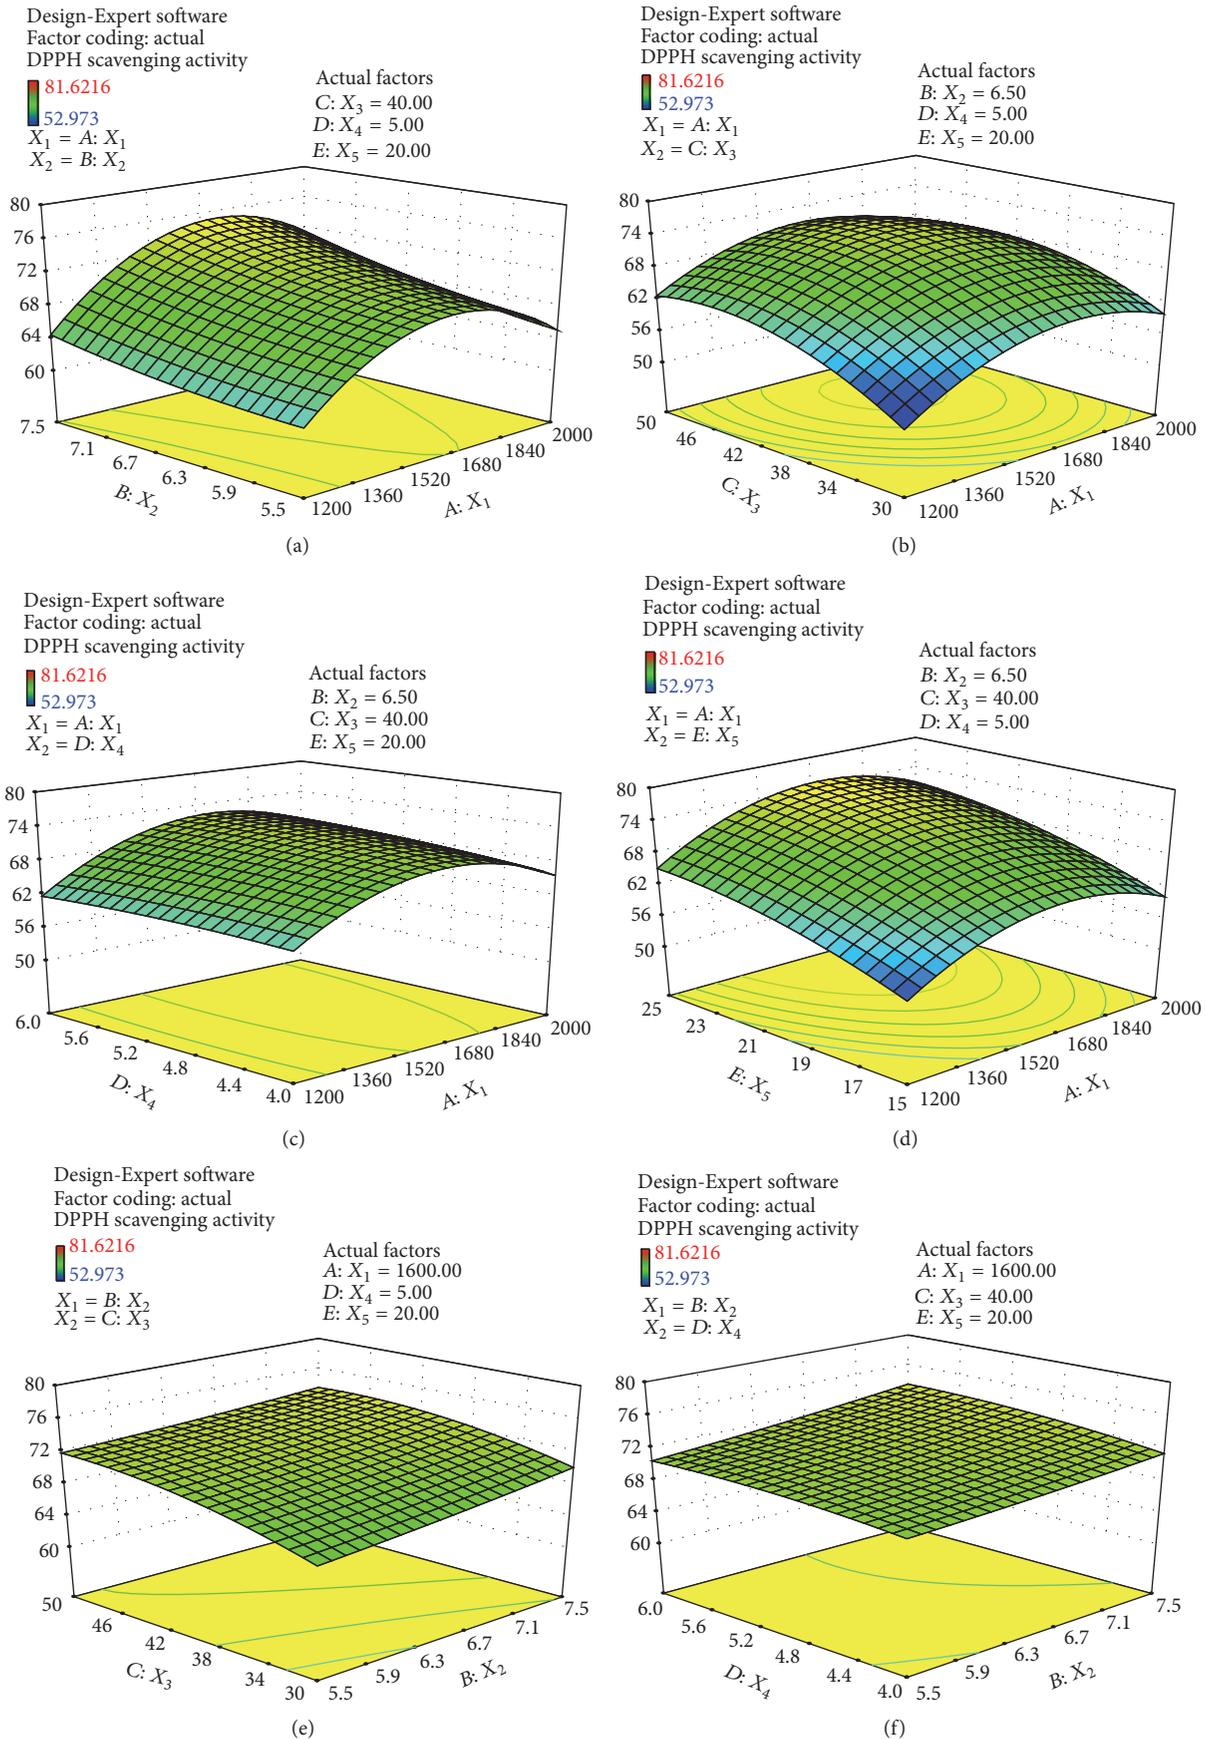 Design-Expert software
Factor coding: actual
DPPH scavenging activity
81.6216
52.973
X1 = A: X1
X2 = B: X2
Actual factors
C: X3 = 40.00
D: X4 = 5.00
E: X5 = 20.00
80
76
72
68
64
60
7.5
7.1
6.7
6.3
5.9
5.5
B: X2
1200
1360
1520
1680
1840
2000
A: X1
(a)
Design-Expert software
Factor coding: actual
DPPH scavenging activity
81.6216
52.973
X1 = A: X1
X2 = C: X3
Actual factors
B: X2 = 6.50
D: X4 = 5.00
E: X5 = 20.00
80
74
68
62
56
50
50
46
42
38
34
30
C: X3
1200
1360
1520
1680
1840
2000
A: X1
(b)
Design-Expert software
Factor coding: actual
DPPH scavenging activity
81.6216
52.973
X1 = A: X1
X2 = D: X4
Actual factors
B: X2 = 6.50
C: X3 = 40.00
E: X5 = 20.00
80
74
68
62
56
50
6.0
5.6
5.2
4.8
4.4
4.0
D: X4
1200
1360
1520
1680
1840
2000
A: X1
(c)
Design-Expert software
Factor coding: actual
DPPH scavenging activity
81.6216
52.973
X1 = A: X1
X2 = E: X5
Actual factors
B: X2 = 6.50
C: X3 = 40.00
D: X4 = 5.00
80
74
68
62
56
50
25
23
21
19
17
15
E: X5
1200
1360
1520
1680
1840
2000
A: X1
(d)
Design-Expert software
Factor coding: actual
DPPH scavenging activity
81.6216
52.973
X1 = B: X2
X2 = C: X3
Actual factors
A: X1 = 1600.00
D: X4 = 5.00
E: X5 = 20.00
80
76
72
68
64
60
50
46
42
38
34
30
C: X3
5.5
5.9
6.3
6.7
7.1
7.5
B: X2
(e)
Design-Expert software
Factor coding: actual
DPPH scavenging activity
81.6216
52.973
X1 = B: X2
X2 = D: X4
Actual factors
A: X1 = 1600.00
C: X3 = 40.00
E: X5 = 20.00
80
76
72
68
64
60
6.0
5.6
5.2
4.8
4.4
4.0
D: X4
5.5
5.9
6.3
6.7
7.1
7.5
B: X2
(f)